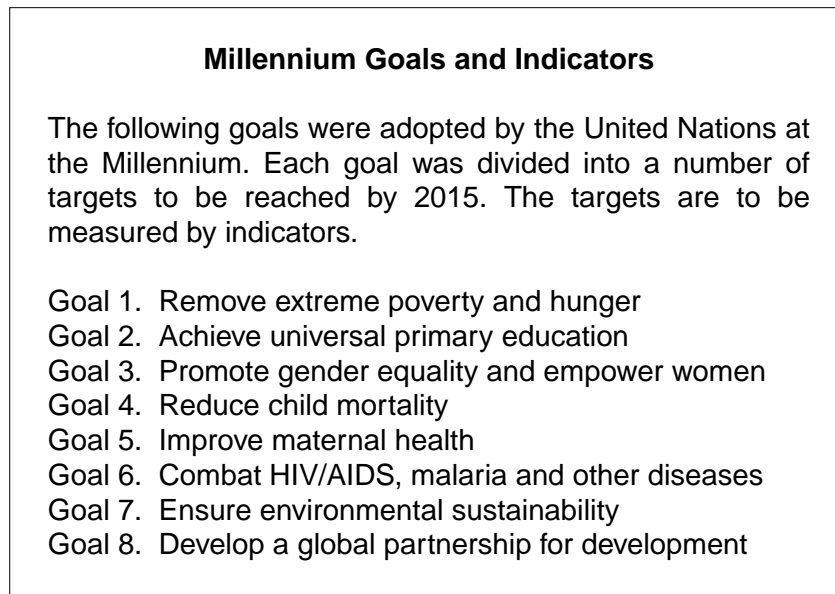 Millennium Goals and Indicators
The following goals were adopted by the United Nations at
the Millennium. Each goal was divided into a number of
targets to be reached by 2015. The targets are to be
measured by indicators.
Goal 1. Remove extreme poverty and hunger
Goal 2. Achieve universal primary education
Goal 3. Promote gender equality and empower women
Goal 4. Reduce child mortality
Goal 5. Improve maternal health
Goal 6. Combat HIV/AIDS, malaria and other diseases
Goal 7. Ensure environmental sustainability
Goal 8. Develop a global partnership for development